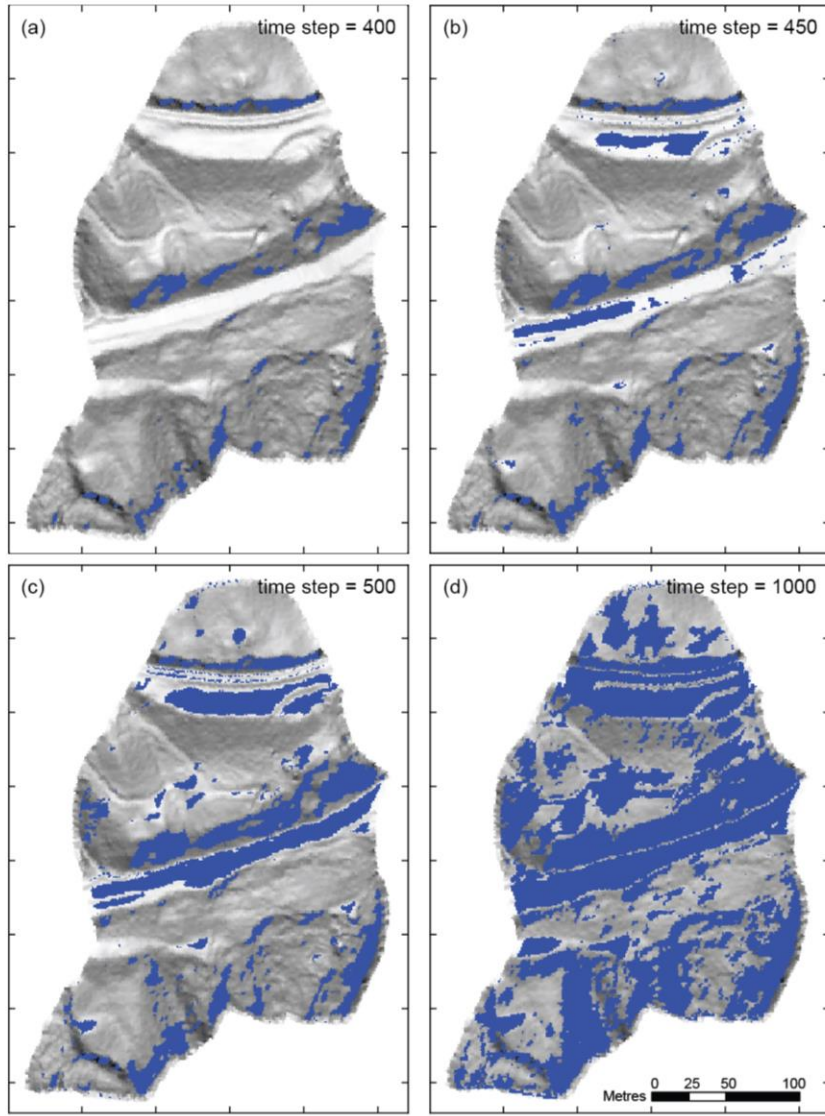 (a) time step = 400
(b) time step = 450
(c) time step = 500
(d) time step = 1000
Metres 0 25 50 100